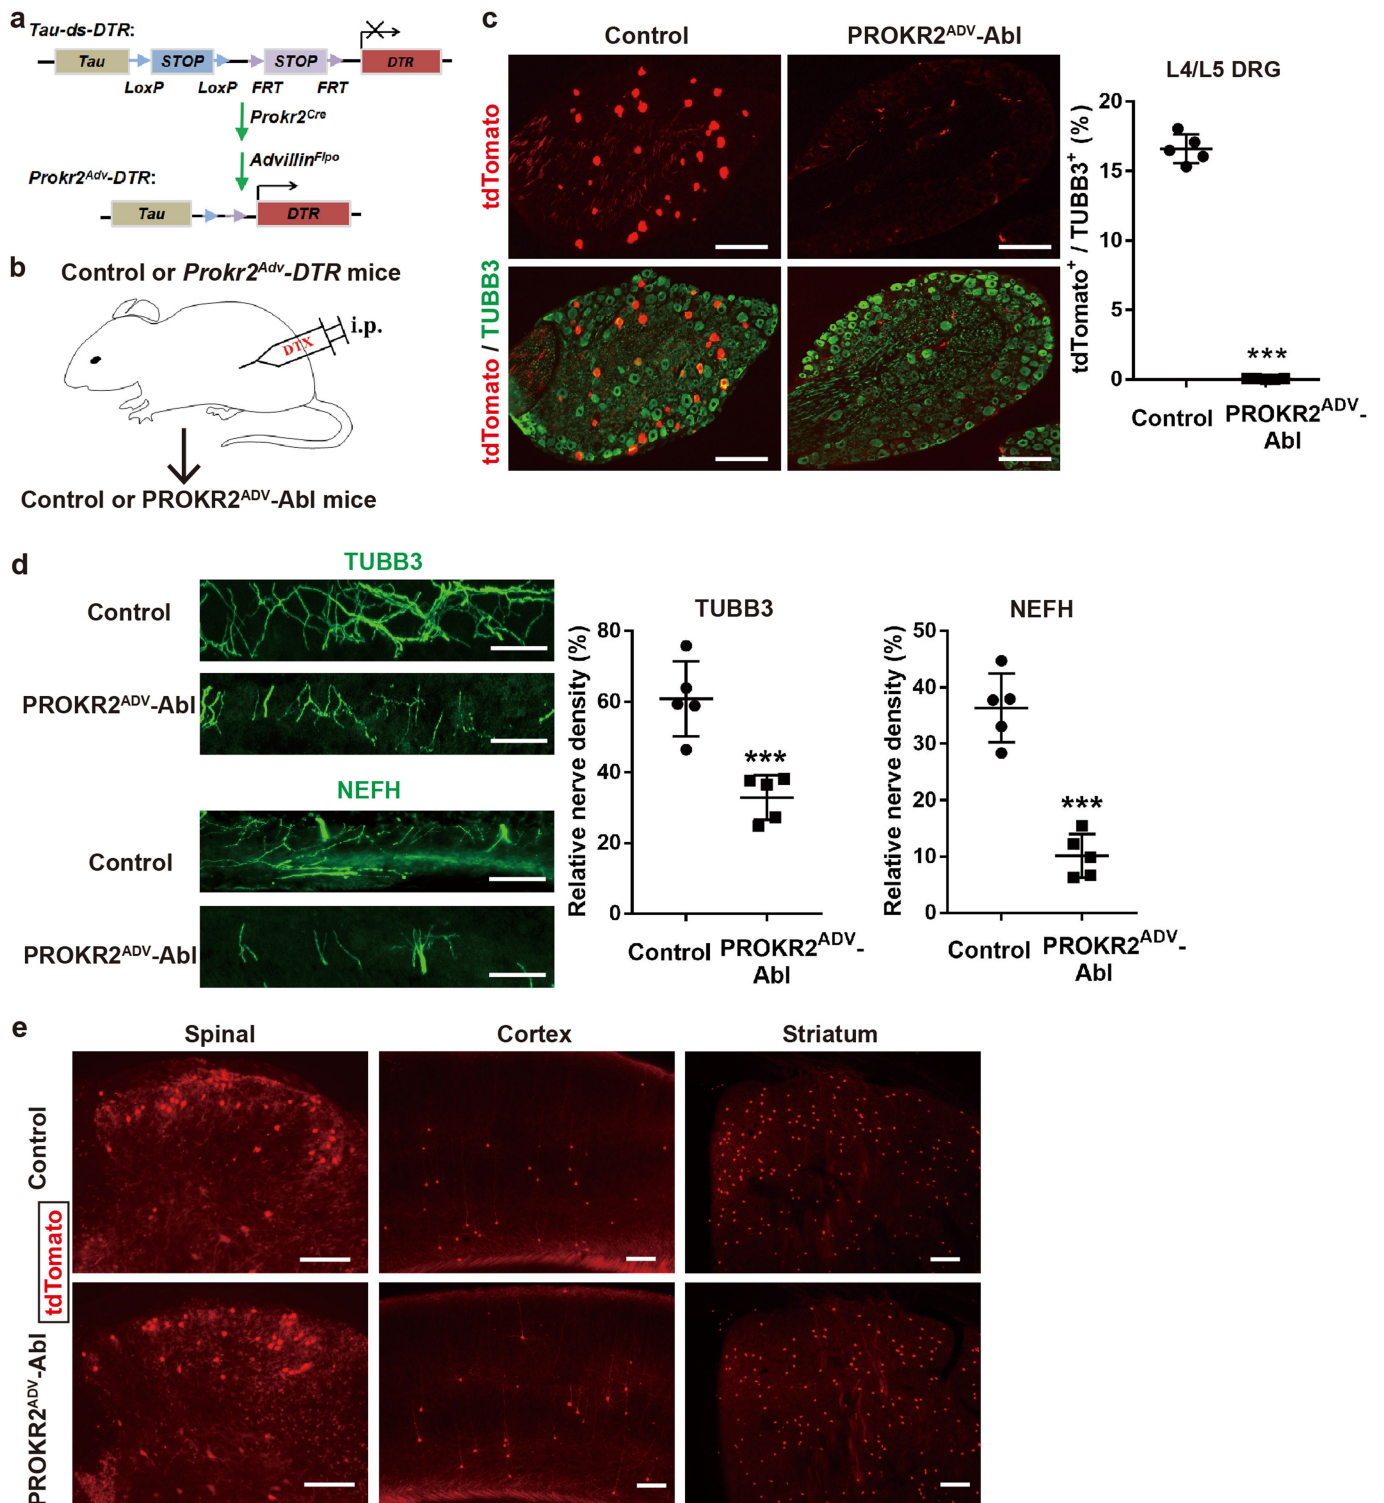 a
Tau-ds-DTR:
Tau STOP STOP DTR
LoxP LoxP FRT FRT
Prokr2Cre
AdvillinFlpo
Prokr2Adv-DTR:
Tau DTR
b
Control or Prokr2Adv-DTR mice
DTX
i.p.
Control or PROKR2ADV-Abl mice
c
Control PROKR2ADV-Abl
tdTomato
tdTomato / TUBB3
L4/L5 DRG
tdTomato+ / TUBB3+ (%)
20
15
10
5
0
***
Control PROKR2ADV-
Abl
d
TUBB3
Control
PROKR2ADV-Abl
NEFH
Control
PROKR2ADV-Abl
TUBB3
Relative nerve density (%)
80
60
40
20
0
***
Control PROKR2ADV-
Abl
NEFH
Relative nerve density (%)
50
40
30
20
10
0
***
Control PROKR2ADV-
Abl
e
Spinal Cortex Striatum
Control
tdTomato
PROKR2ADV-Abl